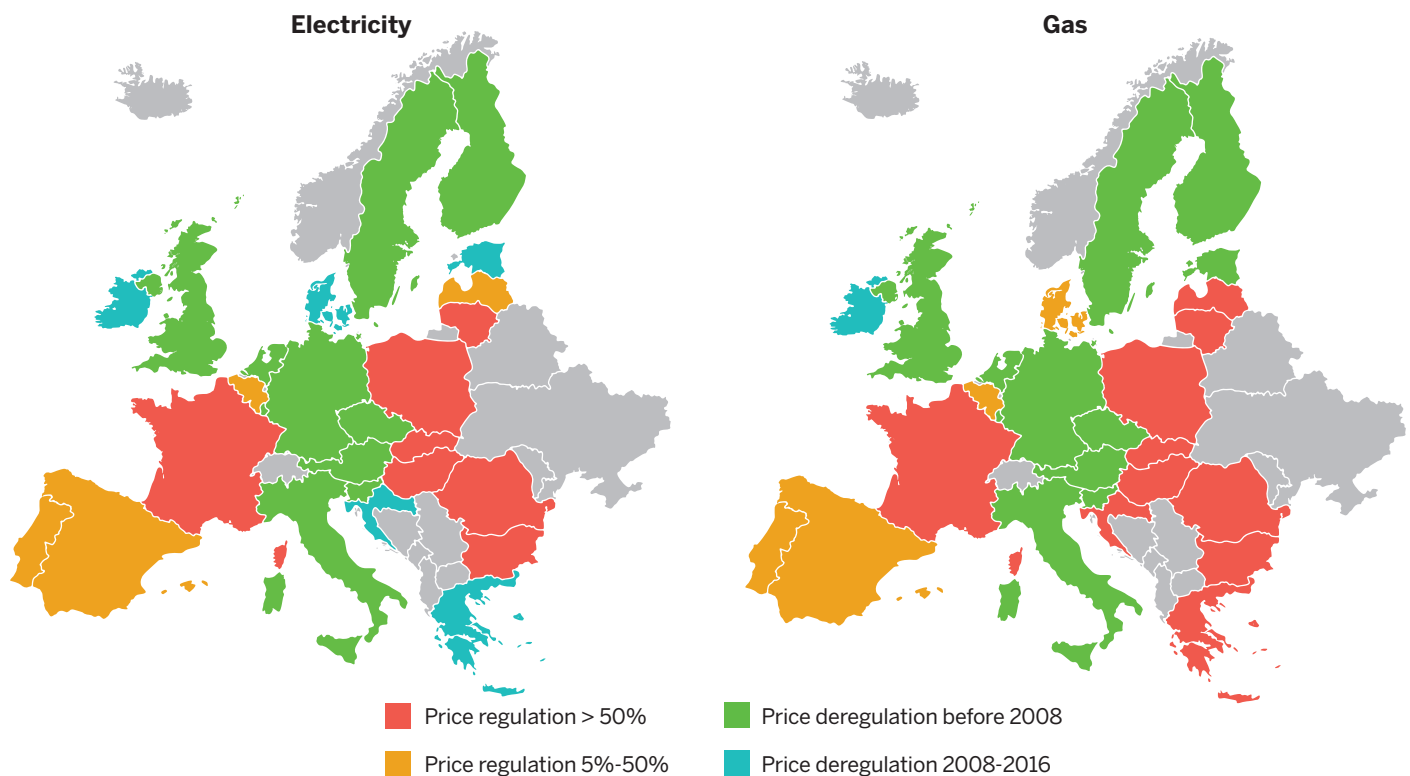 Electricity
Gas
Price regulation > 50%
Price deregulation before 2008
Price regulation 5%-50%
Price deregulation 2008-2016